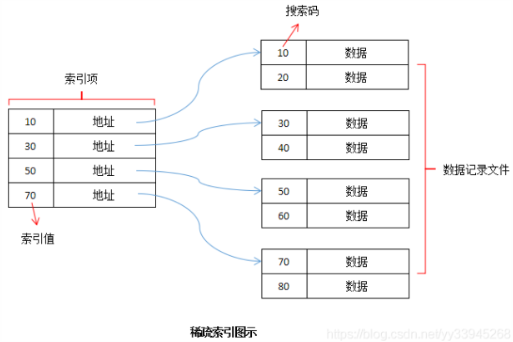 搜索码
索引项
10 数据
20 数据
10 地址
30 地址
50 地址
70 地址
30 数据
40 数据
数据记录文件
50 数据
60 数据
索引值
70 数据
80 数据
稀疏索引图示
https://blog.csdn.net/yy33945268